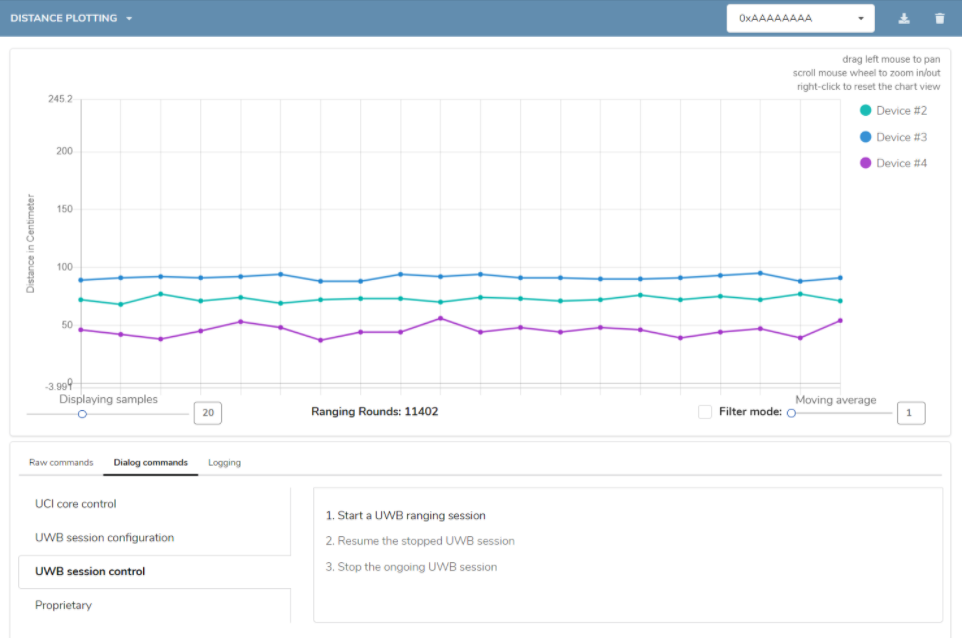 DISTANCE PLOTTING
0xAAAAAAAA
drag left mouse to pan
scroll mouse wheel to zoom in/out
right-click to reset the chart view
Device #2
Device #3
Device #4
Distance in Centimeter
245.2
200
150
100
50
0
-3.991
Displaying samples
20
Ranging Rounds: 11402
Filter mode:
Moving average
1
Raw commands
Dialog commands
Logging
UCI core control
UWB session configuration
UWB session control
Proprietary
1. Start a UWB ranging session
2. Resume the stopped UWB session
3. Stop the ongoing UWB session